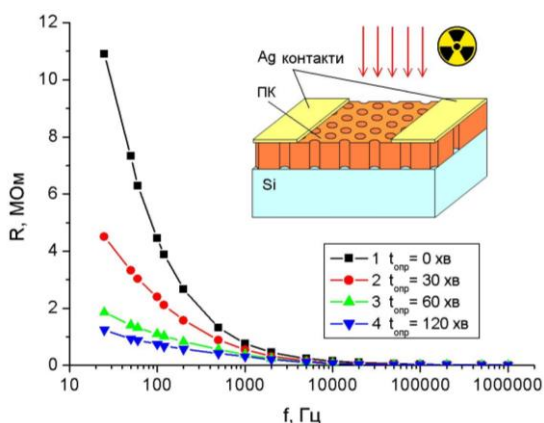 12
10
8
6
4
2
0
R, МОм
10
100
1000
10000
100000
1000000
f, Гц
Ag контакти
ПК
Si
1 tопр= 0 хв
2 tопр= 30 хв
3 tопр= 60 хв
4 tопр= 120 хв